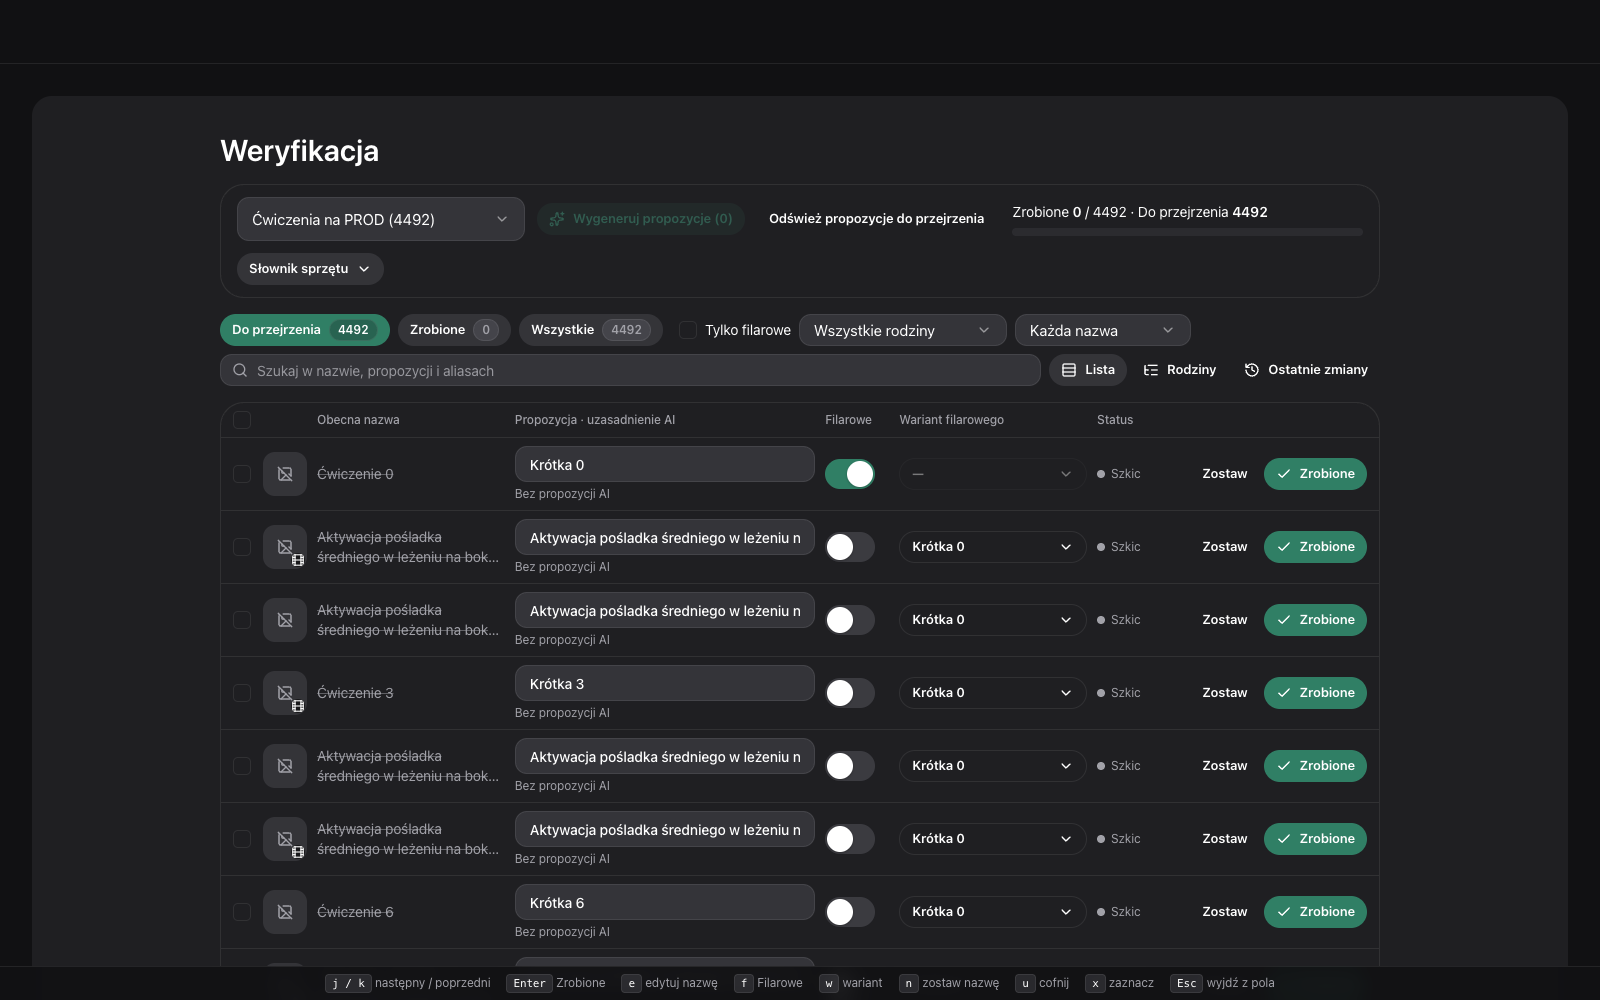 Weryfikacja
Ćwiczenia na PROD (4492)
Wygeneruj propozycje (0)
Odśwież propozycje do przejrzenia
Zrobione 0 / 4492 · Do przejrzenia 4492
Słownik sprzętu
Do przejrzenia 4492
Zrobione 0
Wszystkie 4492
Tylko filarowe
Wszystkie rodziny
Każda nazwa
Szukaj w nazwie, propozycji i aliasach
Lista
Rodziny
Ostatnie zmiany
Obecna nazwa
Propozycja · uzasadnienie AI
Filarowe
Wariant filarowego
Status
Ćwiczenie 0
Krótka 0
Bez propozycji AI
—
Szkic
Zostaw
Zrobione
Aktywacja pośladka
średniego w leżeniu na bok...
Aktywacja pośladka średniego w leżeniu n
Bez propozycji AI
Krótka 0
Szkic
Zostaw
Zrobione
Aktywacja pośladka
średniego w leżeniu na bok...
Aktywacja pośladka średniego w leżeniu n
Bez propozycji AI
Krótka 0
Szkic
Zostaw
Zrobione
Ćwiczenie 3
Krótka 3
Bez propozycji AI
Krótka 0
Szkic
Zostaw
Zrobione
Aktywacja pośladka
średniego w leżeniu na bok...
Aktywacja pośladka średniego w leżeniu n
Bez propozycji AI
Krótka 0
Szkic
Zostaw
Zrobione
Aktywacja pośladka
średniego w leżeniu na bok...
Aktywacja pośladka średniego w leżeniu n
Bez propozycji AI
Krótka 0
Szkic
Zostaw
Zrobione
Ćwiczenie 6
Krótka 6
Bez propozycji AI
Krótka 0
Szkic
Zostaw
Zrobione
j / k następny / poprzedni Enter Zrobione e edytuj nazwę f Filarowe w wariant n zostaw nazwę u cofnij x zaznacz Esc wyjdź z pola